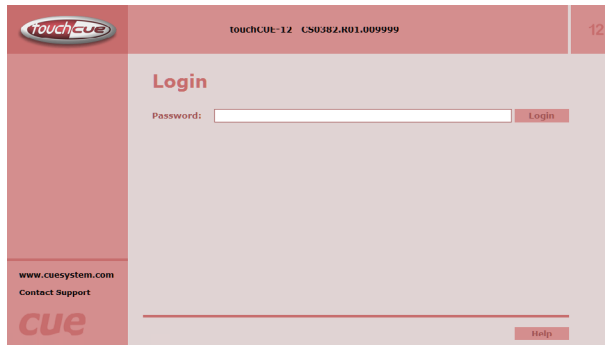 touchcue
touchCUE-12 CS0382.R01.009999
12
Login
Password:
Login
www.cuesystem.com
Contact Support
cue
Help